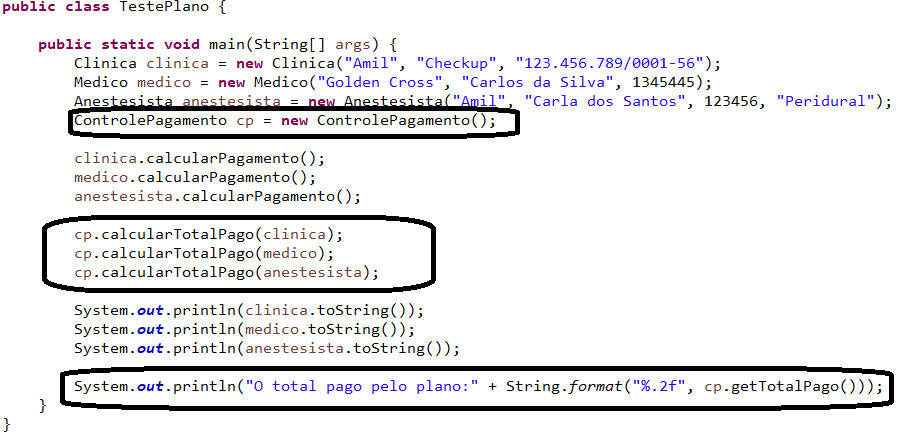 public class TestePlano {
public static void main(String[] args) {
Clinica clinica = new Clinica("Amil", "Checkup", "123.456.789/0001-56");
Medico medico = new Medico("Golden Cross", "Carlos da Silva", 1345445);
Anestesista anestesista = new Anestesista("Amil", "Carla dos Santos", 123456, "Peridural");
ControlePagamento cp = new ControlePagamento();
clinica.calcularPagamento();
medico.calcularPagamento();
anestesista.calcularPagamento();
cp.calcularTotalPago(clinica);
cp.calcularTotalPago(medico);
cp.calcularTotalPago(anestesista);
System.out.println(clinica.toString());
System.out.println(medico.toString());
System.out.println(anestesista.toString());
System.out.println("O total pago pelo plano:" + String.format("%.2f", cp.getTotalPago()));
}
}